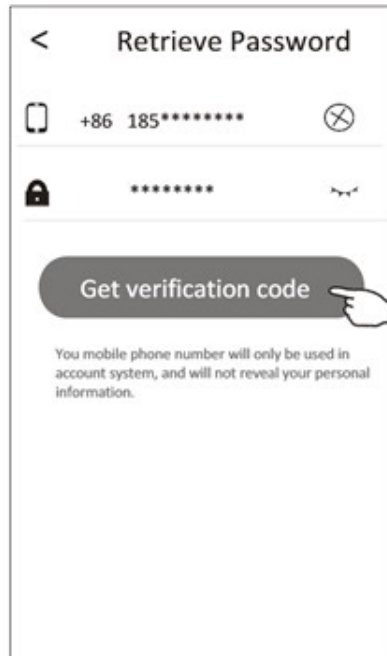 < Retrieve Password
+86 185********
********
Get verification code
You mobile phone number will only be used in
account system, and will not reveal your personal
information.